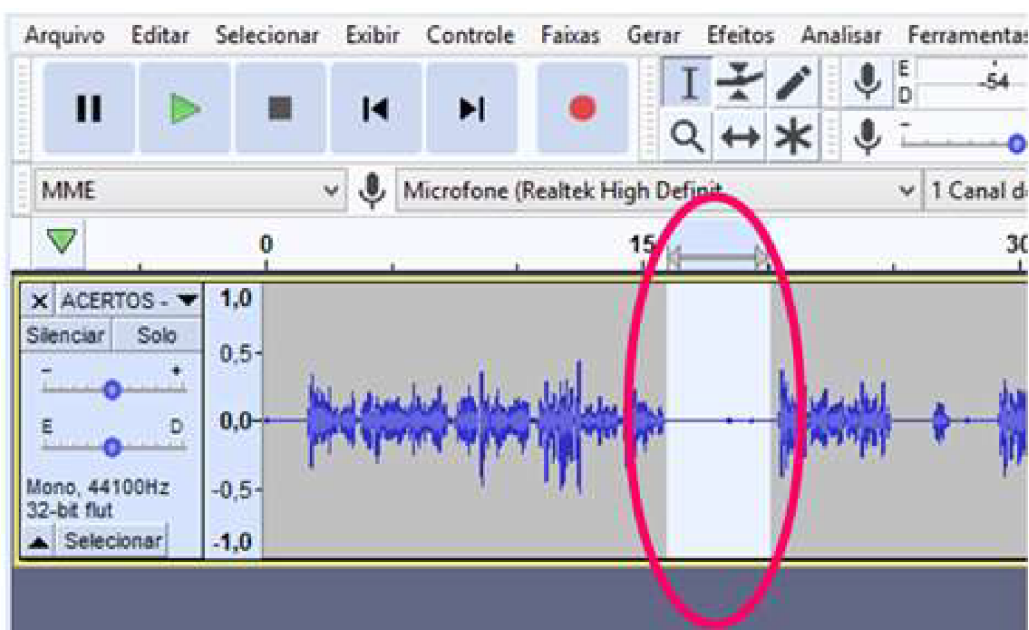 Arquivo Editar Selecionar Exibir Controle Faixas Gerar Efeitos Analisar Ferramentas
E
D
-54
-
MME Microfone (Realtek High Definit 1 Canal d
0 15 30
X ACERTOS - 1,0
Silenciar Solo
0,5-
- +
E D
0,0-
Mono, 44100Hz -0,5-
32-bit flut
Selecionar -1,0